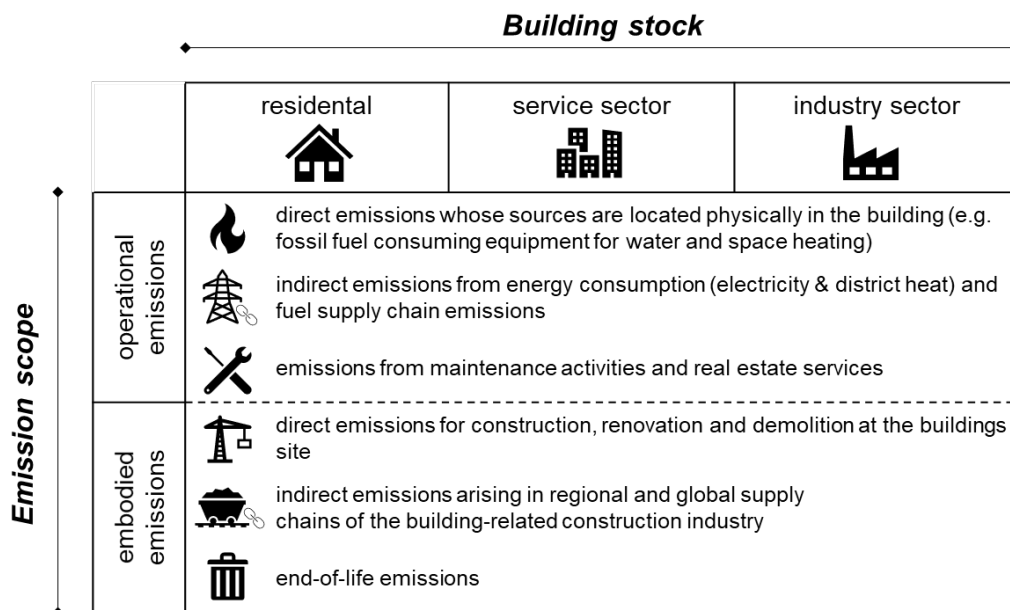 Building stock
residental
service sector
industry sector
Emission scope
operational
emissions
direct emissions whose sources are located physically in the building (e.g.
fossil fuel consuming equipment for water and space heating)
indirect emissions from energy consumption (electricity & district heat) and
fuel supply chain emissions
emissions from maintenance activities and real estate services
embodied
emissions
direct emissions for construction, renovation and demolition at the buildings
site
indirect emissions arising in regional and global supply
chains of the building-related construction industry
end-of-life emissions